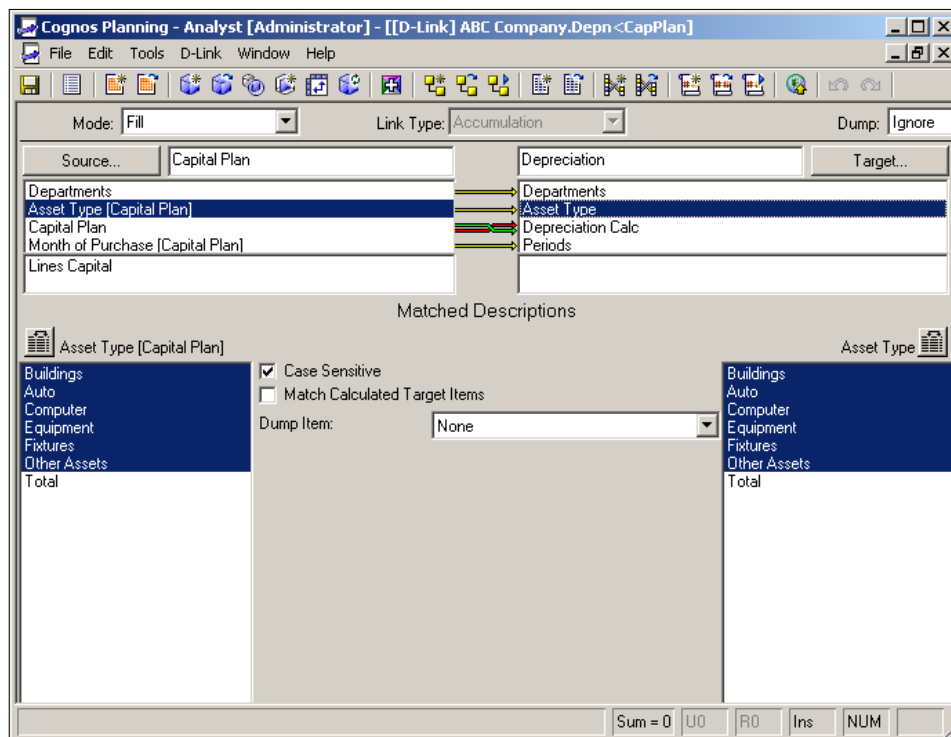 Cognos Planning - Analyst [Administrator] - [[D-Link] ABC Company.Depn<CapPlan]
File Edit Tools D-Link Window Help
Mode: Fill Link Type: Accumulation Dump: Ignore
Source... Capital Plan Depreciation Target...
Departments Departments
Asset Type [Capital Plan] Asset Type
Capital Plan Depreciation Calc
Month of Purchase [Capital Plan] Periods
Lines Capital
Matched Descriptions
Asset Type [Capital Plan] Asset Type
Buildings Case Sensitive Buildings
Auto Match Calculated Target Items Auto
Computer Computer
Equipment Dump Item: None Equipment
Fixtures Fixtures
Other Assets Other Assets
Total Total
Sum = 0 U0 R0 Ins NUM